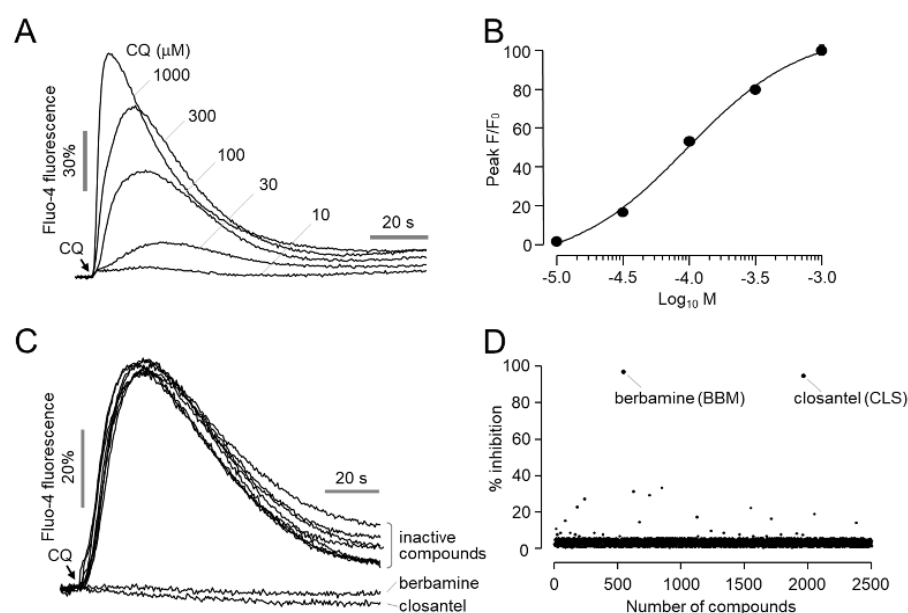 A
CQ (µM)
1000
300
100
30
10
Fluo-4 fluorescence
30%
CQ
20 s
B
Peak F/F0
100
80
60
40
20
0
-5.0 -4.5 -4.0 -3.5 -3.0
Log10 M
C
Fluo-4 fluorescence
20%
CQ
20 s
inactive
compounds
berbamine
closantel
D
% inhibition
100
80
60
40
20
0
berbamine (BBM)
closantel (CLS)
0 500 1000 1500 2000 2500
Number of compounds